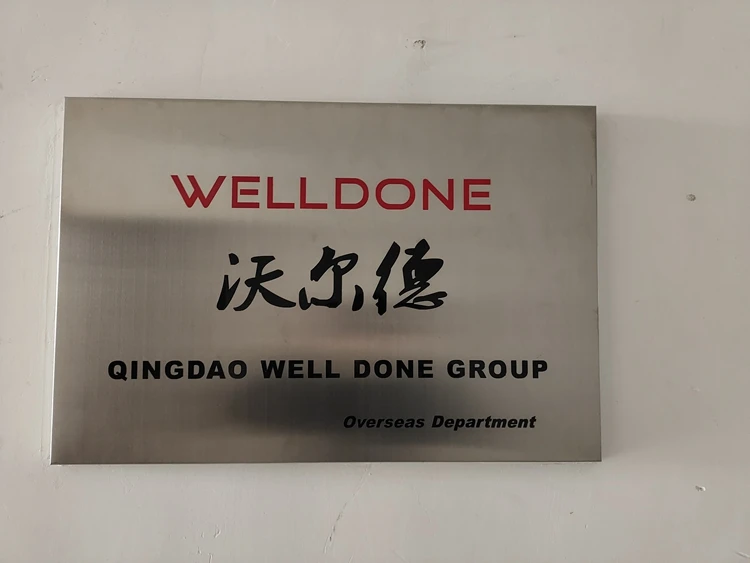 WELLDONE
沃尔德
QINGDAO WELL DONE GROUP
Overseas Department